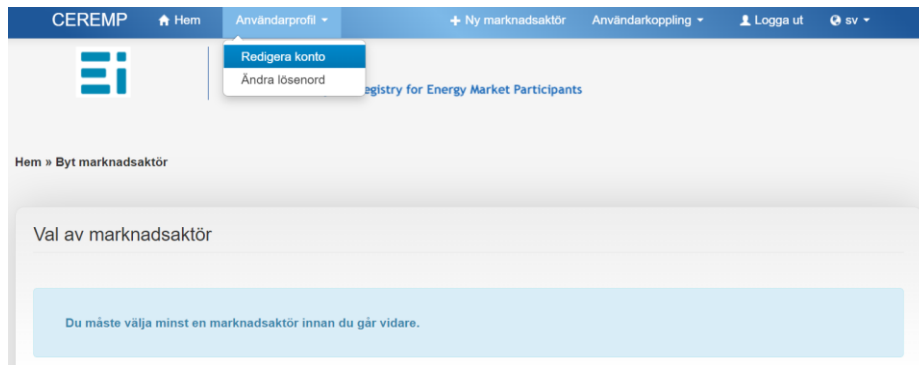 CEREMP Hem Användarprofil + Ny marknadsaktör Användarkoppling Logga ut sv
Redigera konto
Ändra lösenord
Ei
egistry for Energy Market Participants
Hem » Byt marknadsaktör
Val av marknadsaktör
Du måste välja minst en marknadsaktör innan du går vidare.